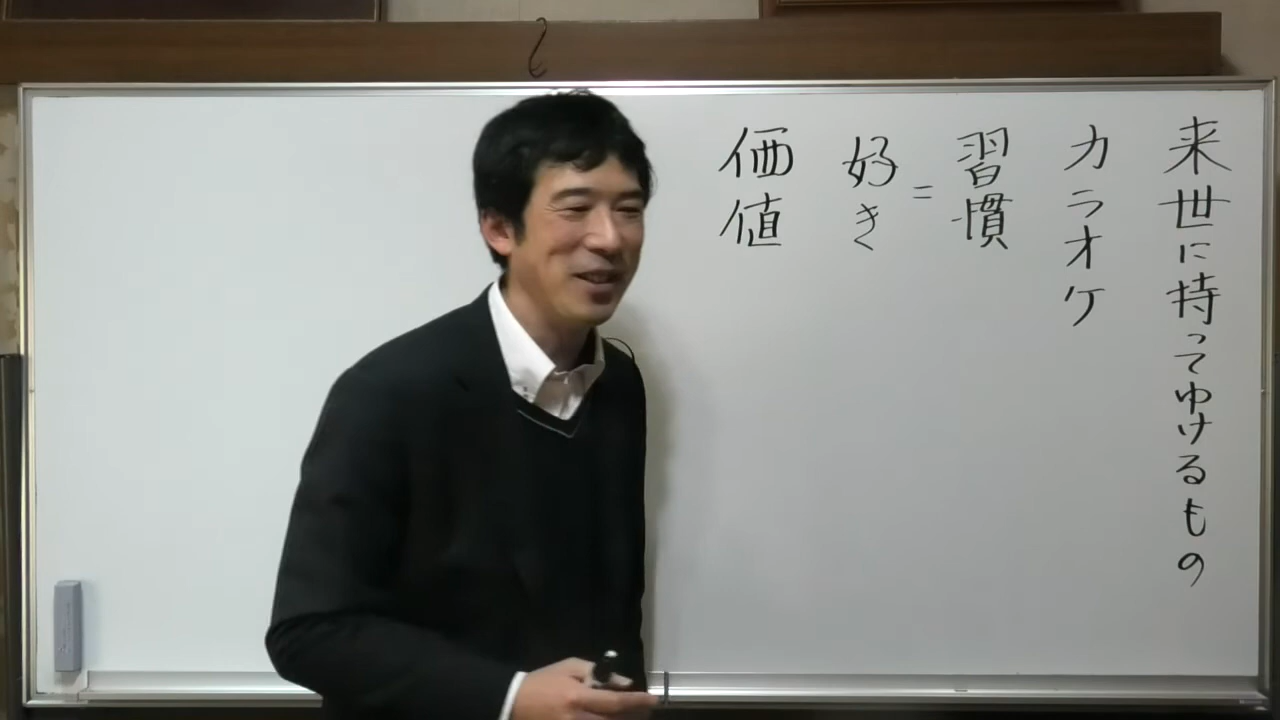 来世に持ってゆけるもの
カラオケ
習慣
=
好き
価値